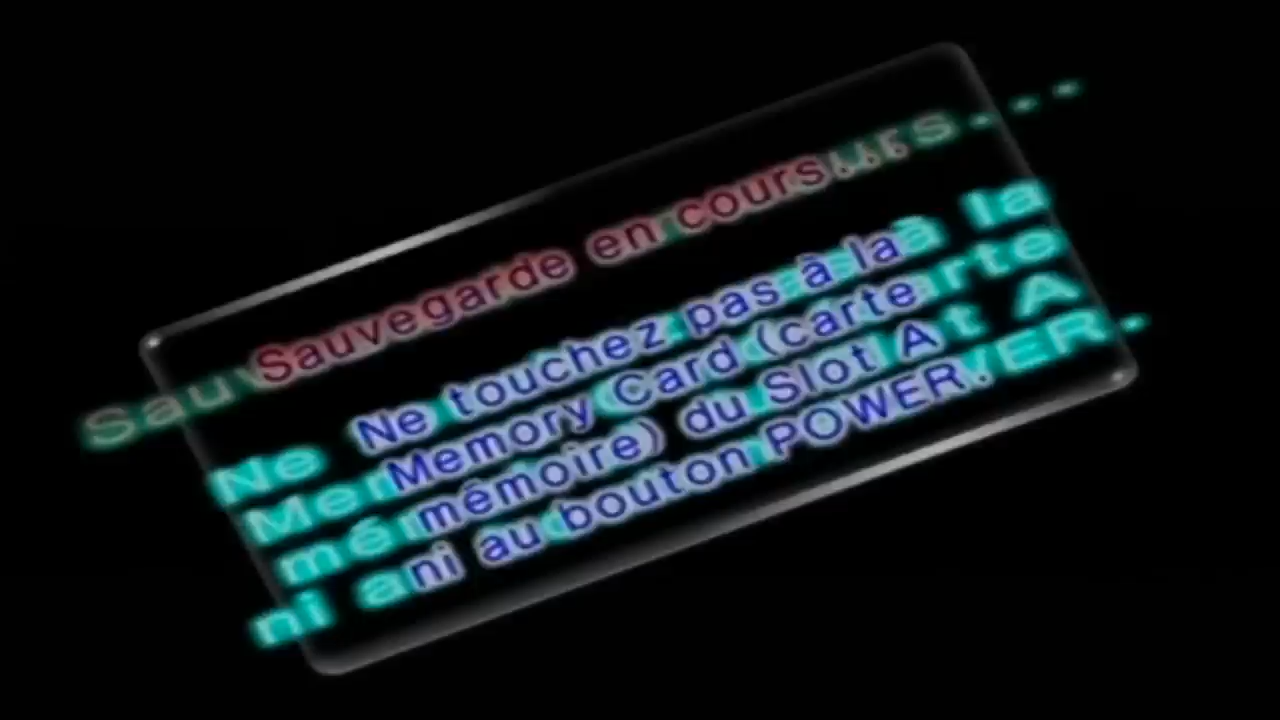 Sauvegarde en cours...
Ne touchez pas à la
Memory Card (carte
mémoire) du Slot A
ni au bouton POWER.